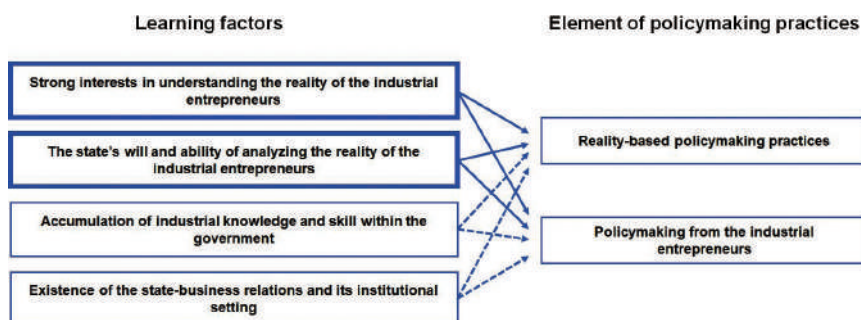 Learning factors
Element of policymaking practices
Strong interests in understanding the reality of the industrial
entrepreneurs
The state's will and ability of analyzing the reality of the
industrial entrepreneurs
Accumulation of industrial knowledge and skill within the
government
Existence of the state-business relations and its institutional
setting
Reality-based policymaking practices
Policymaking from the industrial
entrepreneurs